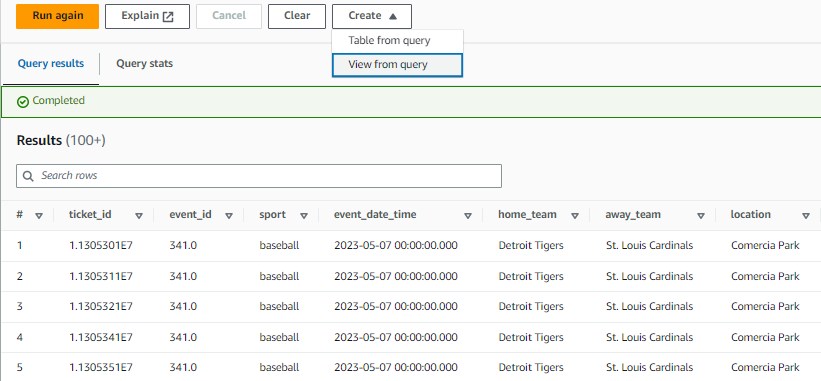 Run again Explain Cancel Clear Create
Table from query
View from query
Query results Query stats
Completed
Results (100+)
Search rows
# ticket_id event_id sport event_date_time home_team away_team location
1 1.1305301E7 341.0 baseball 2023-05-07 00:00:00.000 Detroit Tigers St. Louis Cardinals Comercia Park
2 1.1305311E7 341.0 baseball 2023-05-07 00:00:00.000 Detroit Tigers St. Louis Cardinals Comercia Park
3 1.1305321E7 341.0 baseball 2023-05-07 00:00:00.000 Detroit Tigers St. Louis Cardinals Comercia Park
4 1.1305341E7 341.0 baseball 2023-05-07 00:00:00.000 Detroit Tigers St. Louis Cardinals Comercia Park
5 1.1305351E7 341.0 baseball 2023-05-07 00:00:00.000 Detroit Tigers St. Louis Cardinals Comercia Park